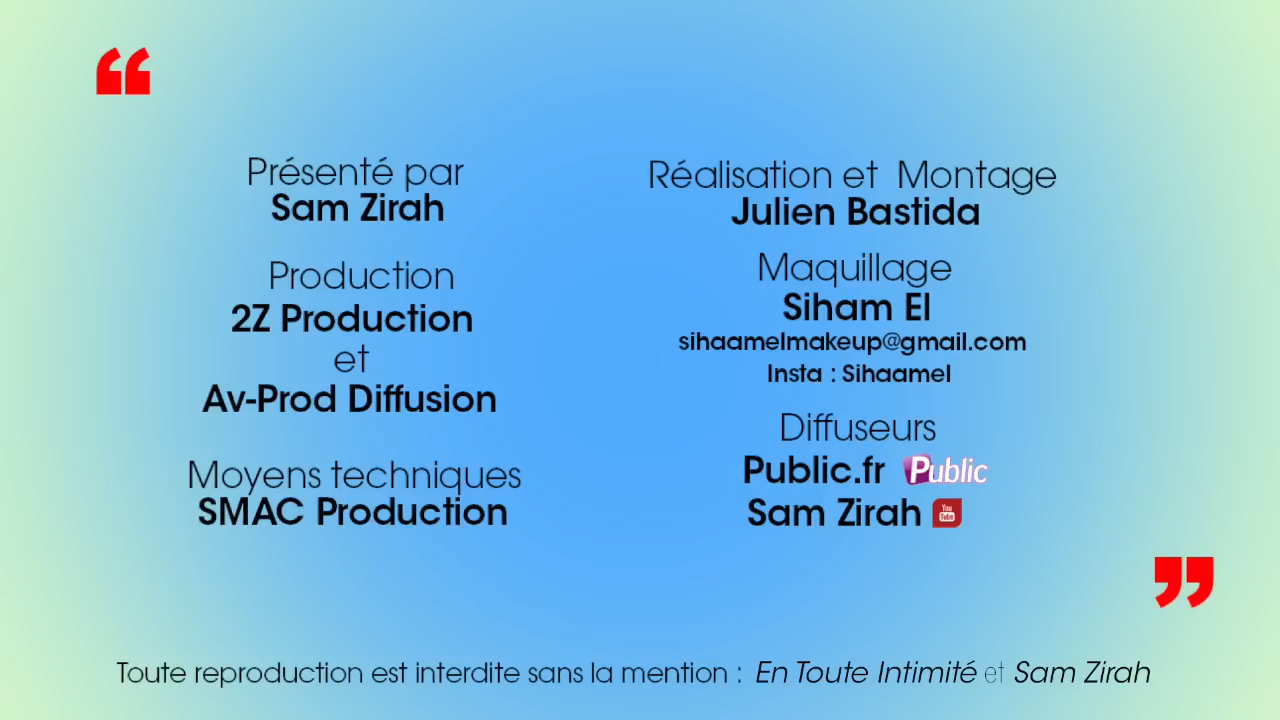 Présenté par
Sam Zirah
Production
2Z Production
et
Av-Prod Diffusion
Moyens techniques
SMAC Production
Réalisation et Montage
Julien Bastida
Maquillage
Siham El
sihaamelmakeup@gmail.com
Insta : Sihaamel
Diffuseurs
Public.fr Public
Sam Zirah You Tube
Toute reproduction est interdite sans la mention : En Toute Intimité et Sam Zirah